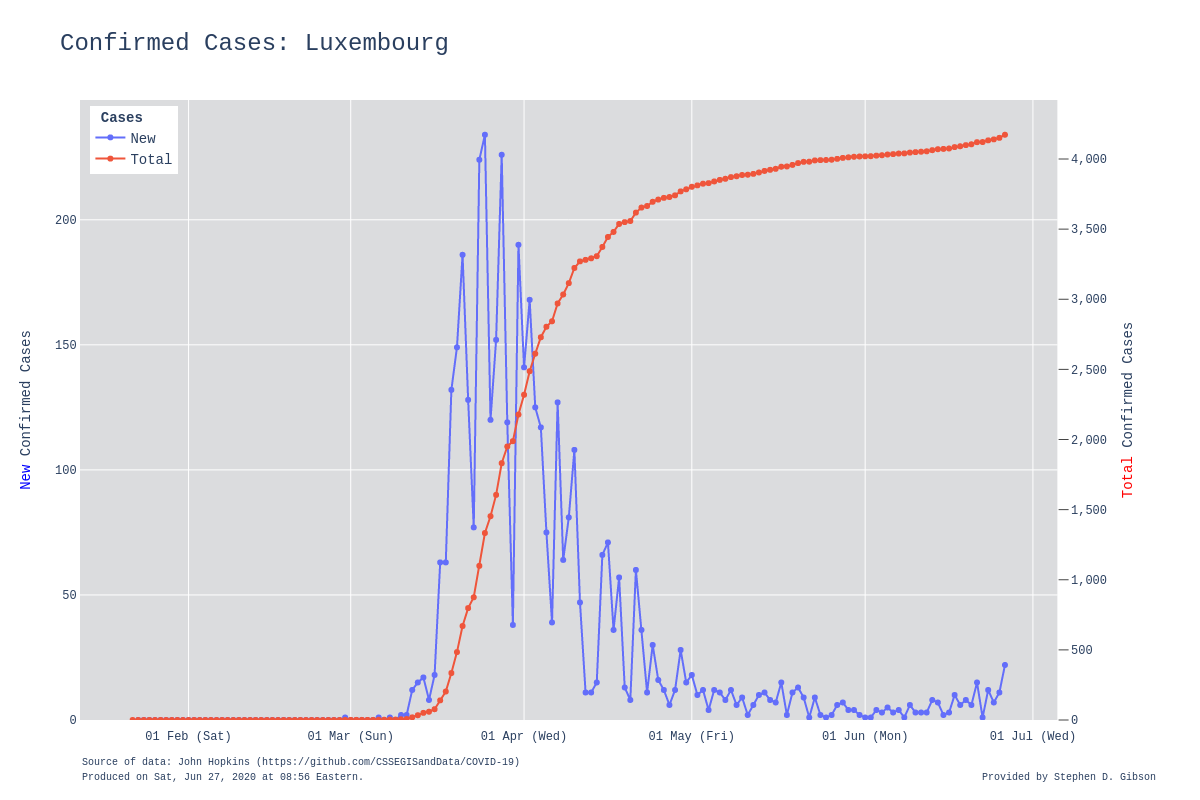 Confirmed Cases: Luxembourg
Cases
New
Total
200
150
100
50
0
4,000
3,500
3,000
2,500
2,000
1,500
1,000
500
0
New Confirmed Cases
Total Confirmed Cases
01 Feb (Sat)
01 Mar (Sun)
01 Apr (Wed)
01 May (Fri)
01 Jun (Mon)
01 Jul (Wed)
Source of data: John Hopkins (https://github.com/CSSEGISandData/COVID-19)
Produced on Sat, Jun 27, 2020 at 08:56 Eastern.
Provided by Stephen D. Gibson